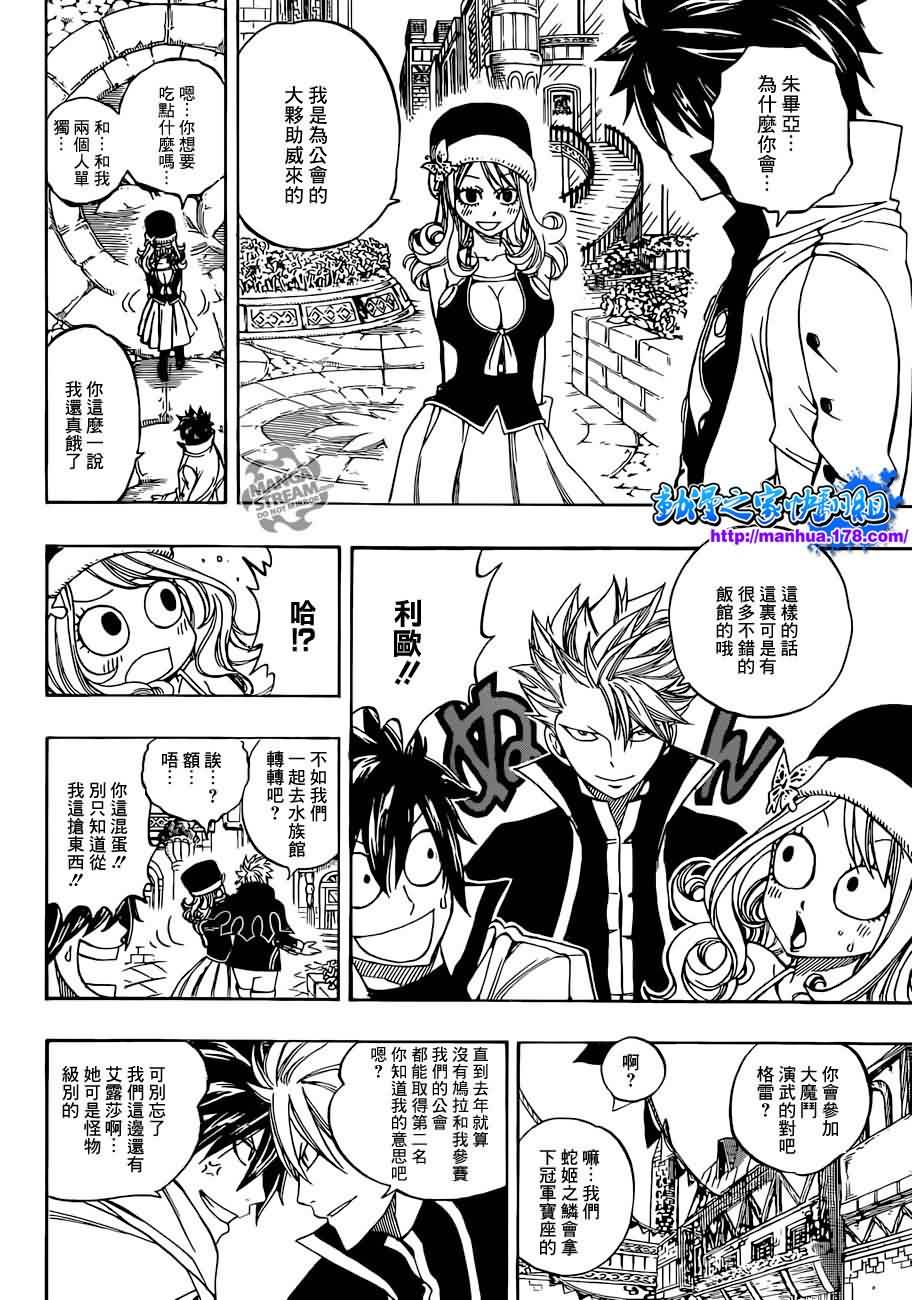 朱畢亞…
為什麼你會…
我是為公會的
大夥助威來的
嗯…你想要
吃點什麼嗎…
和…和我
兩個人單
獨…
你這麼一說
我還真餓了
MANGA
STREAM
DO NOT MIRROR
動漫之家快翻組
http://manhua.178.com/
這樣的話
這裏可是有
很多不錯的
飯館的哦
利歐!!
ぬん
哈!?
不如我們
一起去水族館
轉轉吧?
誒…
額…
唔…
你這混蛋!!
別只知道從
我這搶東西!!
你會參加
大魔鬥
演武的對吧
格雷?
啊?
嘛…我們
蛇姬之鱗會拿
下冠軍寶座的
直到去年就算
沒有鳩拉和我參賽
我們的公會
都能取得第二名
你知道我的意思吧
嗯?
可別忘了
我們這邊還有
艾露莎啊…
她可是怪物
級別的